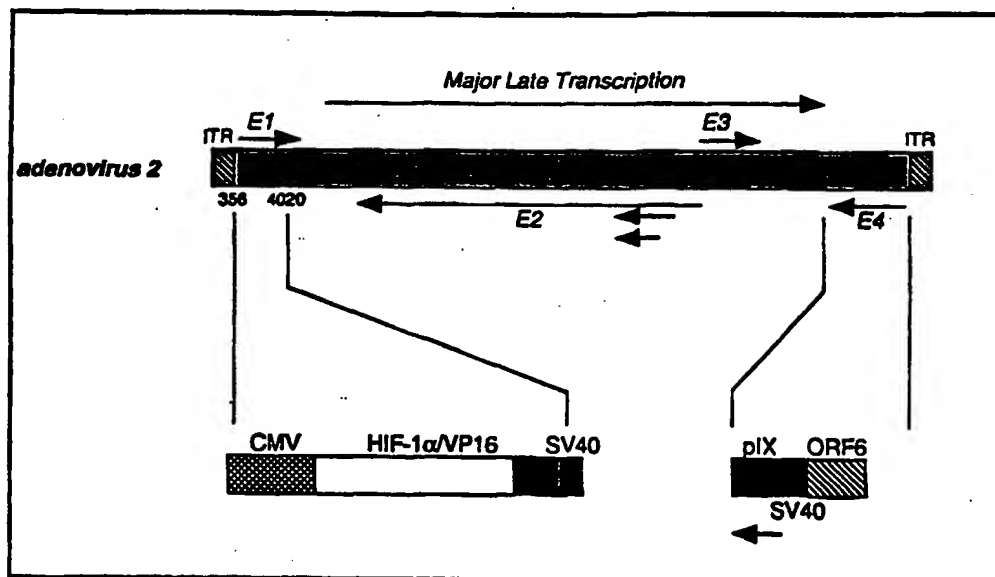 Major Late Transcription
ITR E1 E3 ITR
adenovirus 2
356 4020
E2 E4
CMV HIF-1α/VP16 SV40 pIX ORF6
SV40